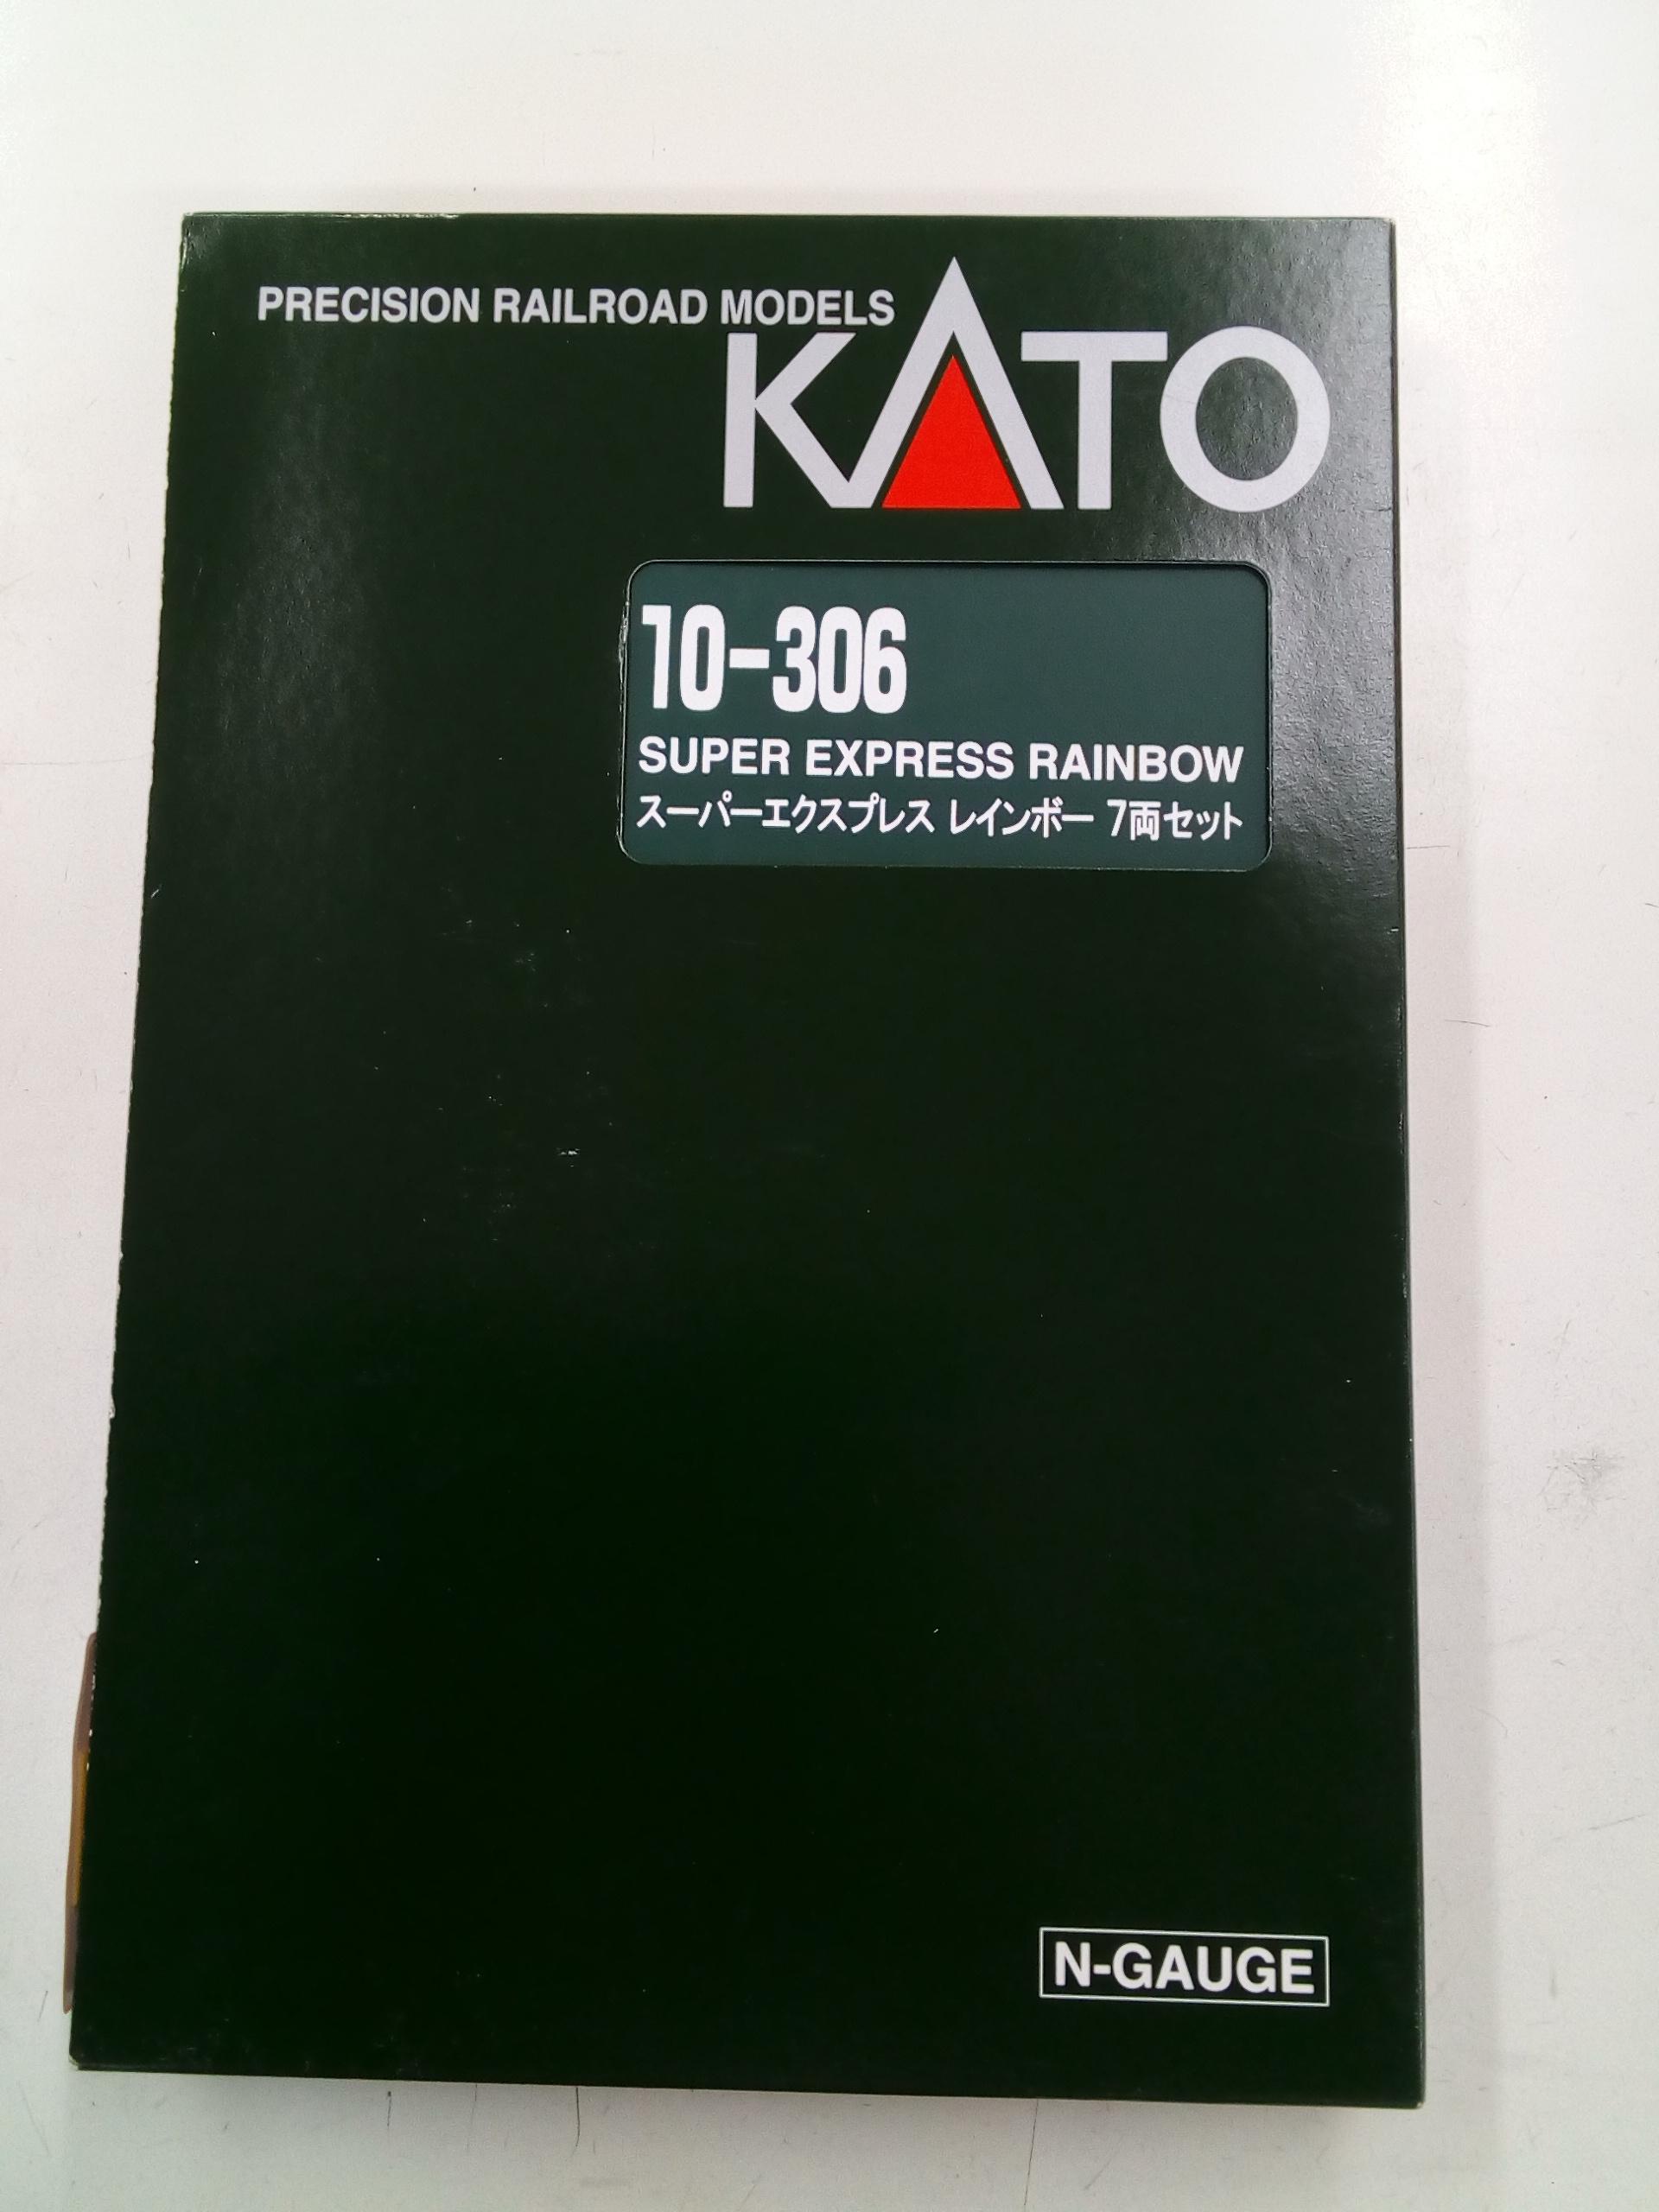 PRECISION RAILROAD MODELS
KATO
10-306
SUPER EXPRESS RAINBOW
スーパーエクスプレス レインボー 7両セット
N-GAUGE